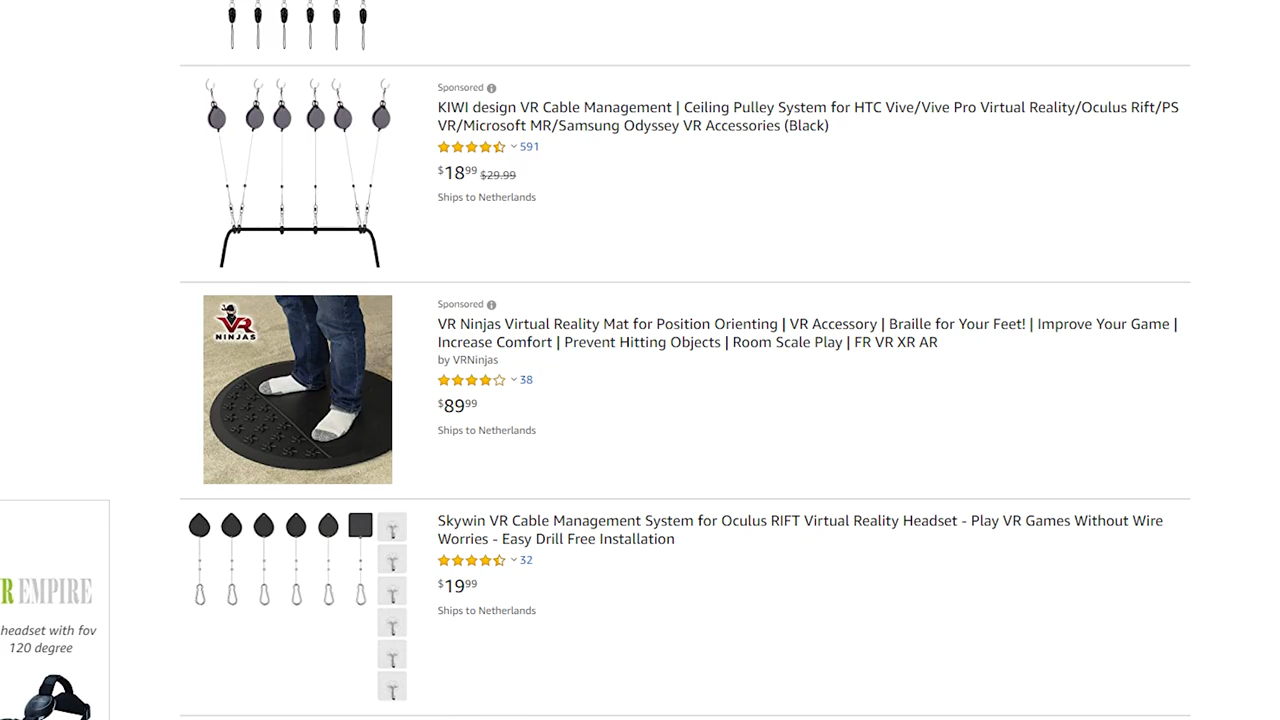 Sponsored
KIWI design VR Cable Management | Ceiling Pulley System for HTC Vive/Vive Pro Virtual Reality/Oculus Rift/PS
VR/Microsoft MR/Samsung Odyssey VR Accessories (Black)
591
$18.99 $29.99
Ships to Netherlands
VR
NINJAS
Sponsored
VR Ninjas Virtual Reality Mat for Position Orienting | VR Accessory | Braille for Your Feet! | Improve Your Game |
Increase Comfort | Prevent Hitting Objects | Room Scale Play | FR VR XR AR
by VRNinjas
38
$89.99
Ships to Netherlands
Skywin VR Cable Management System for Oculus RIFT Virtual Reality Headset - Play VR Games Without Wire
Worries - Easy Drill Free Installation
32
$19.99
Ships to Netherlands
R EMPIRE
headset with fov
120 degree